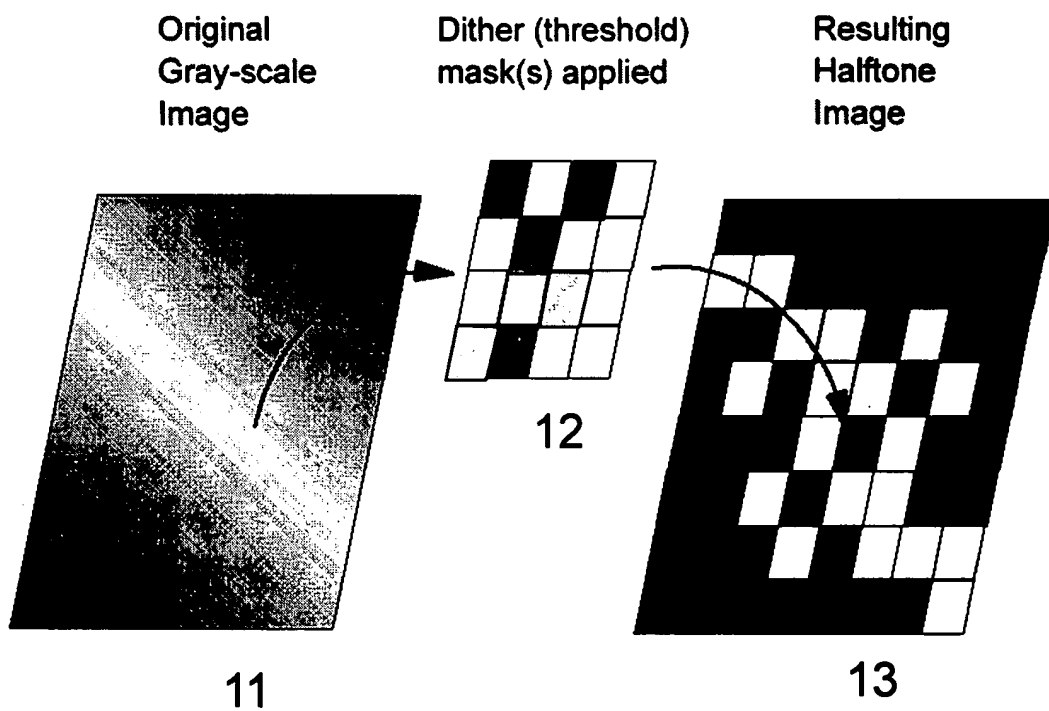 Original
Gray-scale
Image
Dither (threshold)
mask(s) applied
Resulting
Halftone
Image
12
11
13